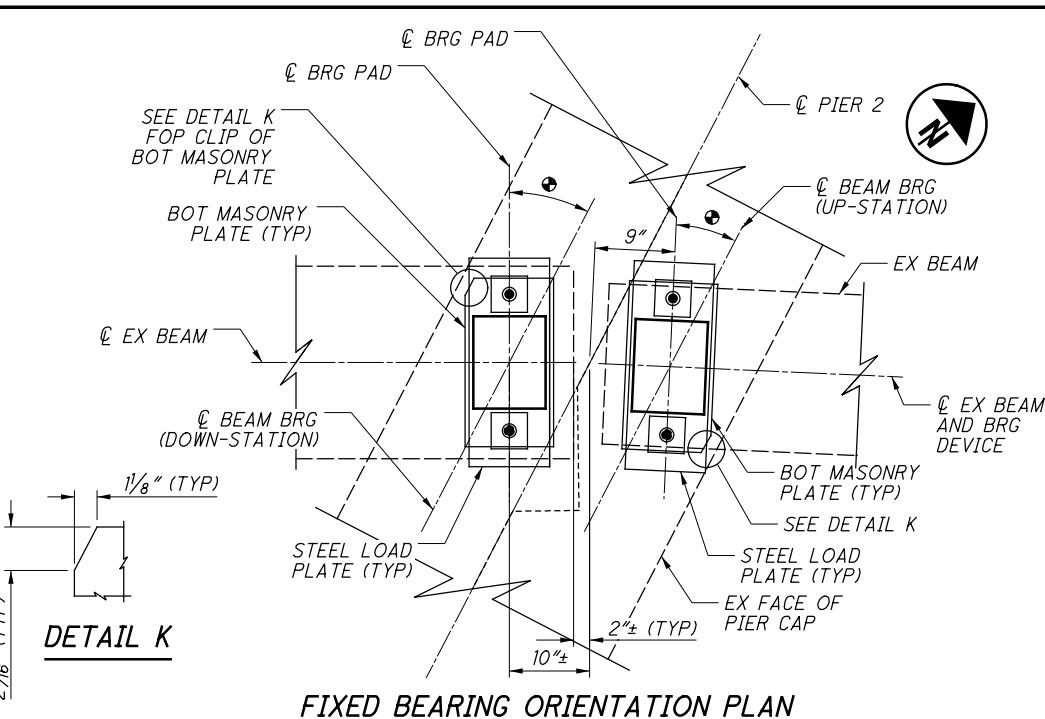 ℄ BRG PAD
℄ BRG PAD
℄ PIER 2
N
SEE DETAIL K
FOP CLIP OF
BOT MASONRY
PLATE
℄ BEAM BRG
(UP-STATION)
BOT MASONRY
PLATE (TYP)
9"
EX BEAM
℄ EX BEAM
℄ BEAM BRG
(DOWN-STATION)
℄ EX BEAM
AND BRG
DEVICE
BOT MASONRY
PLATE (TYP)
1⅛" (TYP)
SEE DETAIL K
STEEL LOAD
PLATE (TYP)
STEEL LOAD
PLATE (TYP)
EX FACE OF
PIER CAP
2"± (TYP)
10"±
DETAIL K
FIXED BEARING ORIENTATION PLAN